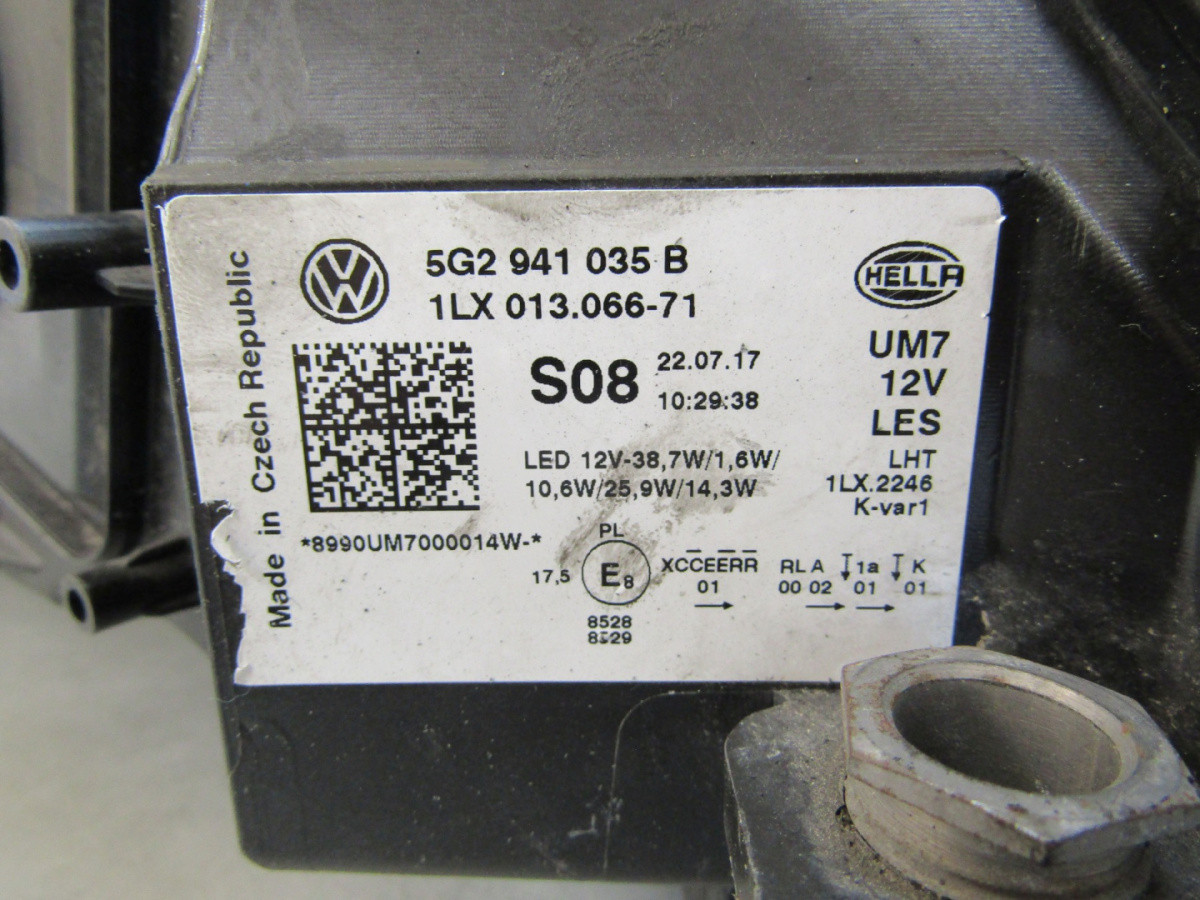 Made in Czech Republic
5G2 941 035 B
1LX 013.066-71
HELLA
S08
22.07.17
10:29:38
UM7
12V
LES
LED 12V-38,7W/1,6W/
10,6W/25,9W/14,3W
LHT
1LX.2246
K-var1
*8990UM7000014W-*
PL
17,5 E8
8528
8529
XC̅CEE̅R̅R̅
01
RL A 1a K
00 02 01 01